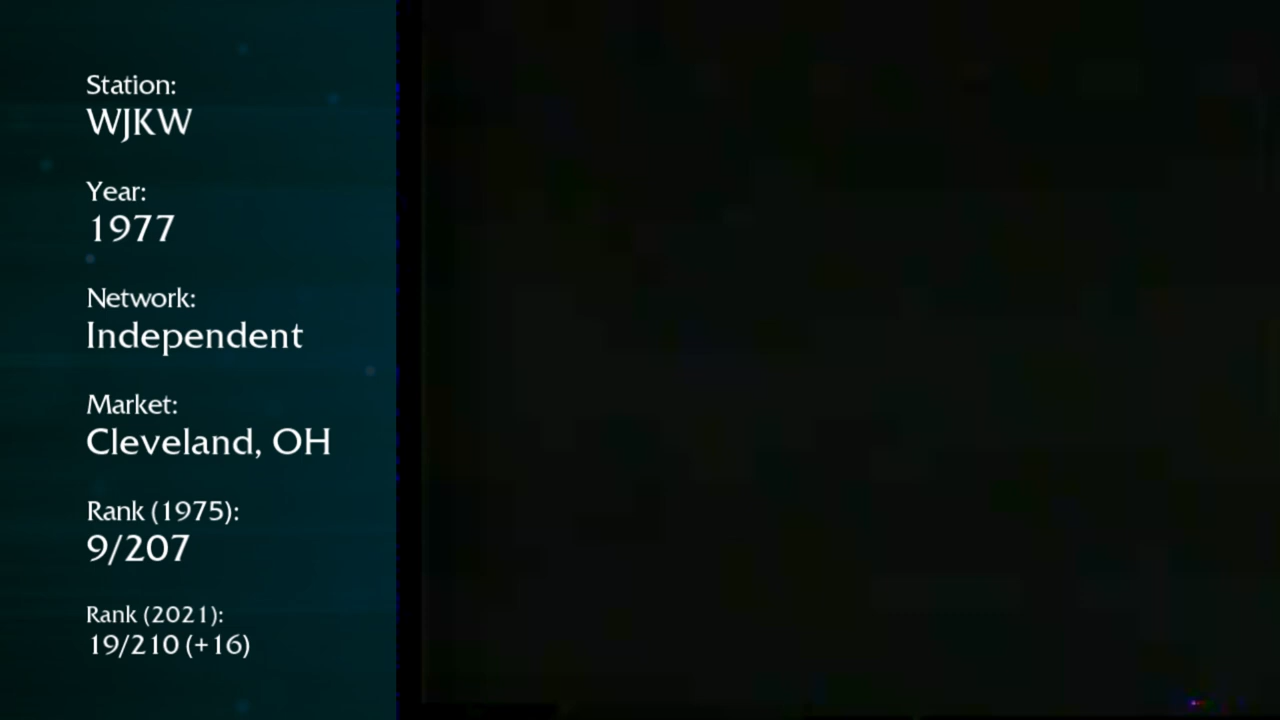 Station:
WJKW
Year:
1977
Network:
Independent
Market:
Cleveland, OH
Rank (1975):
9/207
Rank (2021):
19/210 (+16)